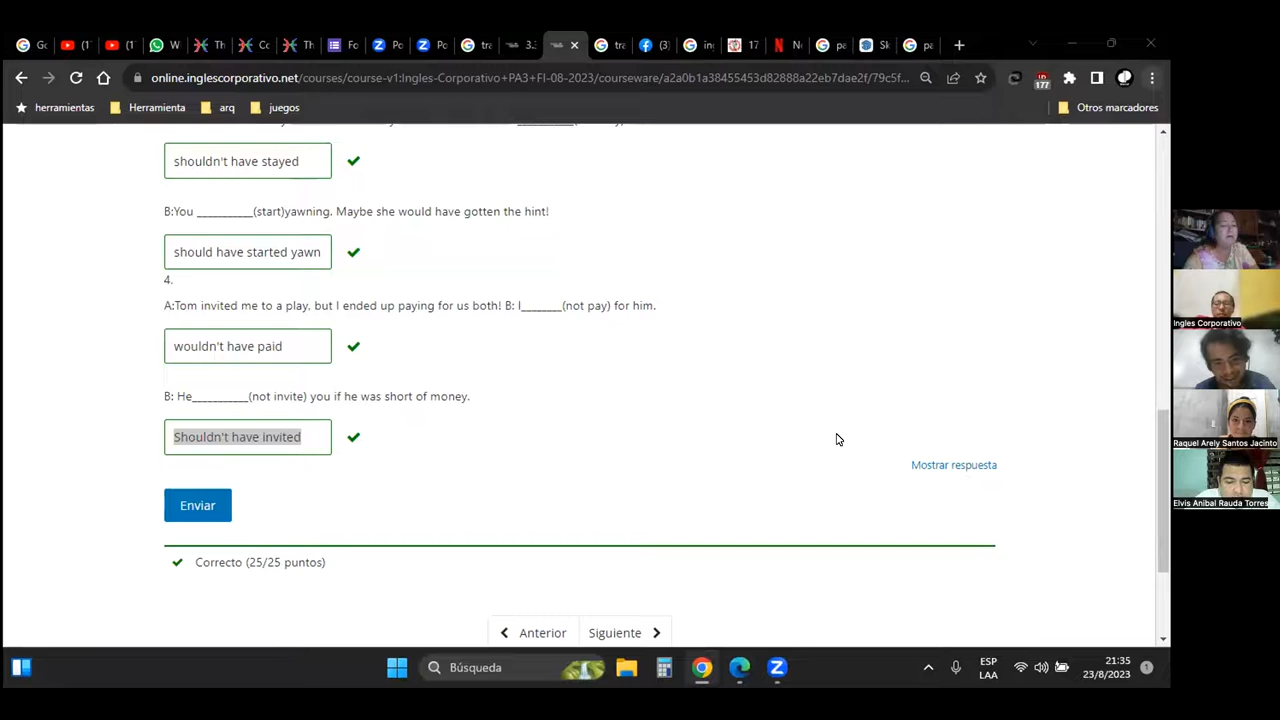 online.inglescorporativo.net/courses/course-v1:Ingles-Corporativo+PA3+FI-08-2023/courseware/a2a0b1a38455453d82888a22eb7dae2f/79c5f...
177
herramientas
Herramienta
arq
juegos
Otros marcadores
shouldn't have stayed
B:You __________(start)yawning. Maybe she would have gotten the hint!
should have started yawn
4.
A:Tom invited me to a play, but I ended up paying for us both! B: I_______(not pay) for him.
wouldn't have paid
B: He__________(not invite) you if he was short of money.
Shouldn't have invited
Mostrar respuesta
Enviar
Correcto (25/25 puntos)
Anterior
Siguiente
Ingles Corporativo
Raquel Arely Santos Jacinto
Elvis Anibal Rauda Torres
Búsqueda
ESP
LAA
21:35
23/8/2023
1